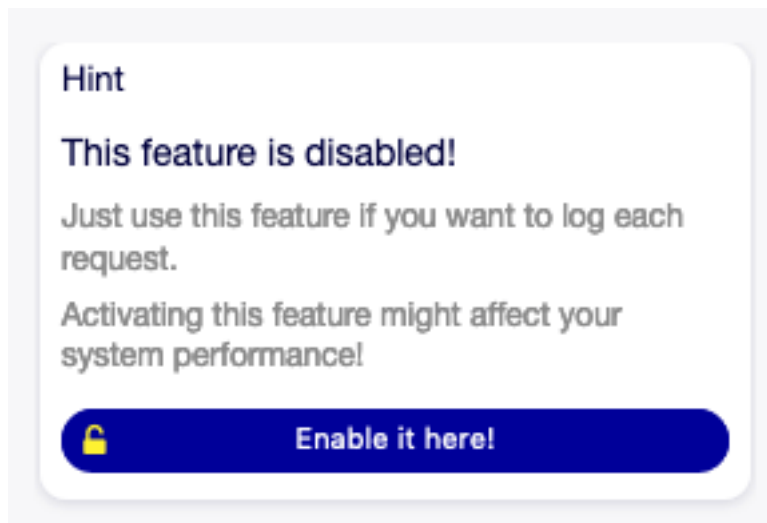 Hint
This feature is disabled!
Just use this feature if you want to log each
request.
Activating this feature might affect your
system performance!
Enable it here!